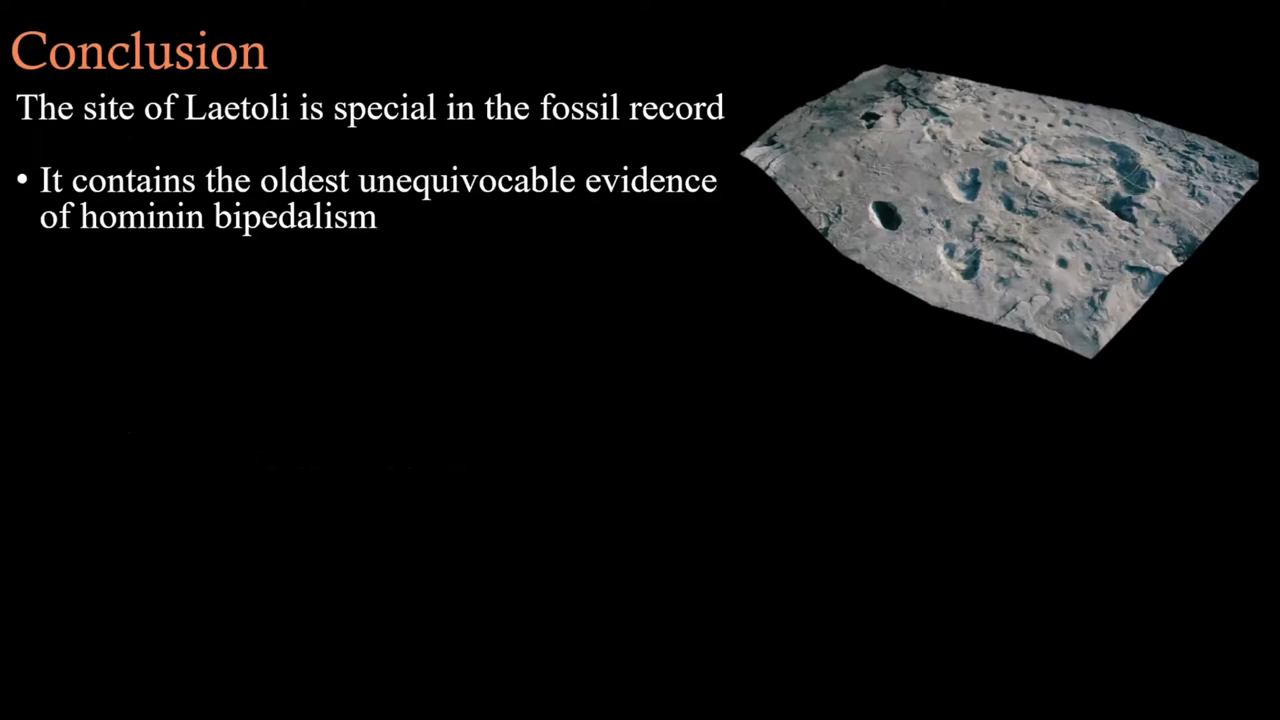 Conclusion
The site of Laetoli is special in the fossil record
• It contains the oldest unequivocable evidence
of hominin bipedalism